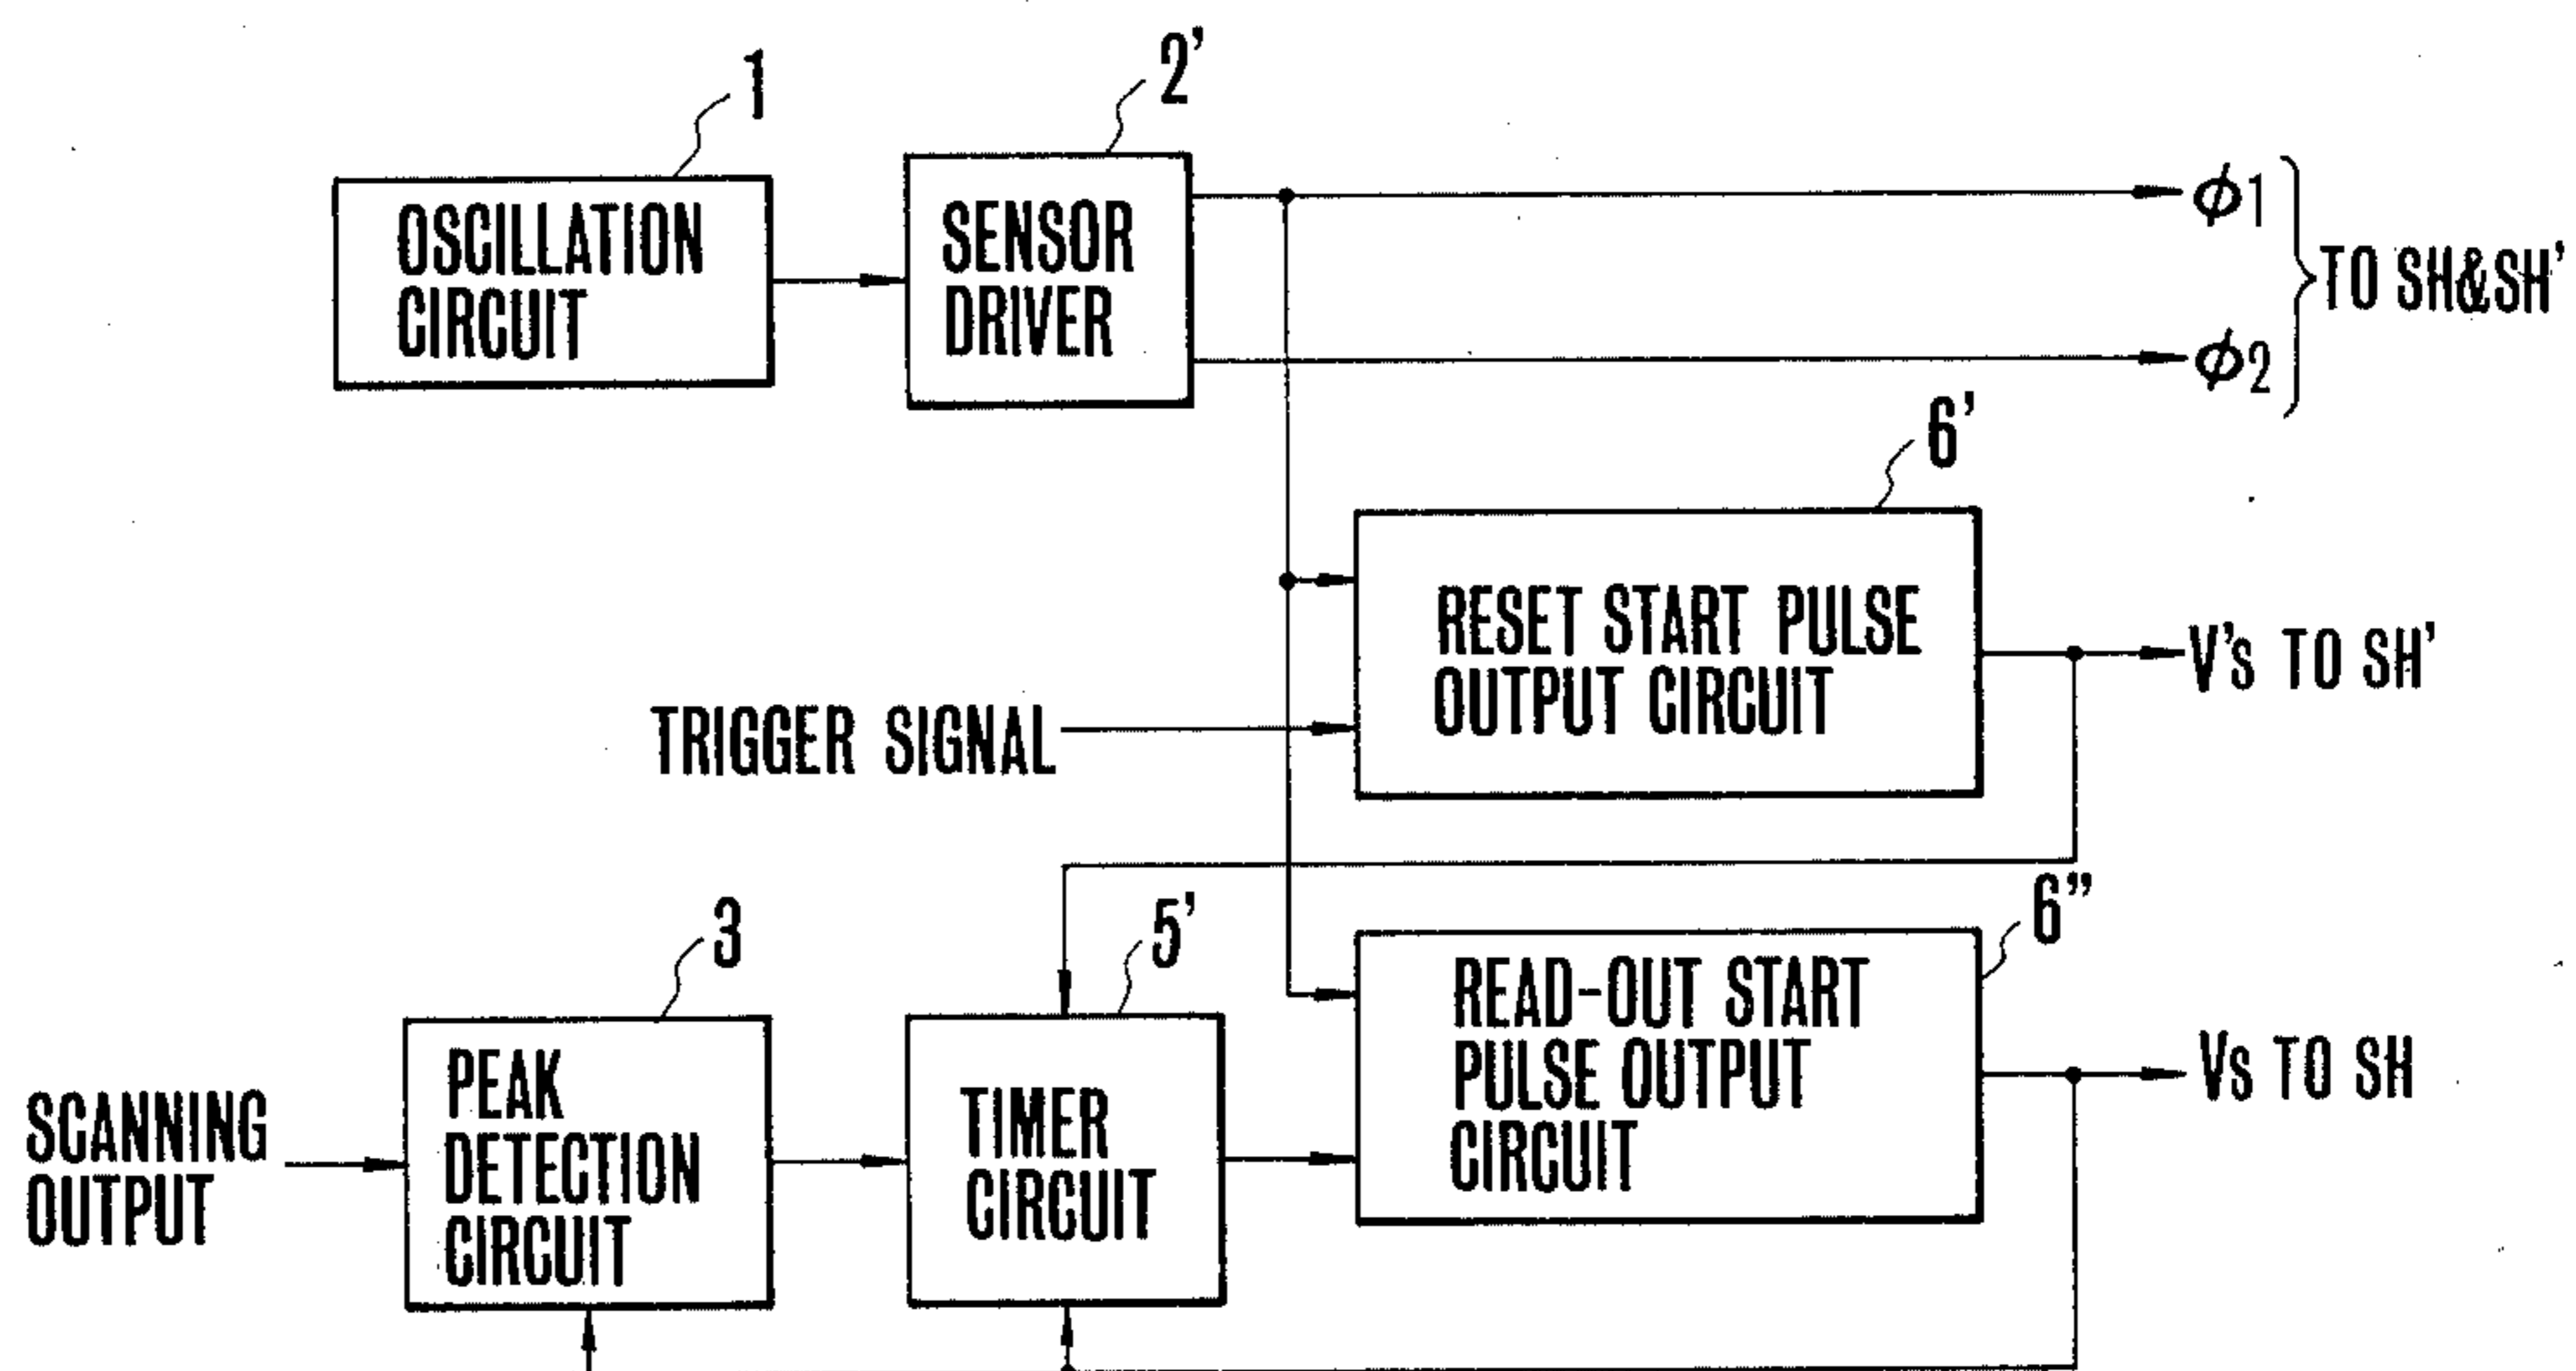 1
2'
OSCILLATION
CIRCUIT
SENSOR
DRIVER
ϕ1
TO SH&SH'
ϕ2
6'
RESET START PULSE
OUTPUT CIRCUIT
V's TO SH'
TRIGGER SIGNAL
3
5'
6"
PEAK
DETECTION
CIRCUIT
TIMER
CIRCUIT
READ-OUT START
PULSE OUTPUT
CIRCUIT
Vs TO SH
SCANNING
OUTPUT